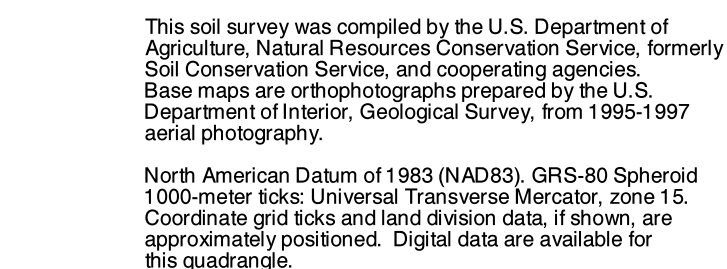 This soil survey was compiled by the U.S. Department of
Agriculture, Natural Resources Conservation Service, formerly
Soil Conservation Service, and cooperating agencies.
Base maps are orthophotographs prepared by the U.S.
Department of Interior, Geological Survey, from 1995-1997
aerial photography.
North American Datum of 1983 (NAD83). GRS-80 Spheroid
1000-meter ticks: Universal Transverse Mercator, zone 15.
Coordinate grid ticks and land division data, if shown, are
approximately positioned.  Digital data are available for
this quadrangle.